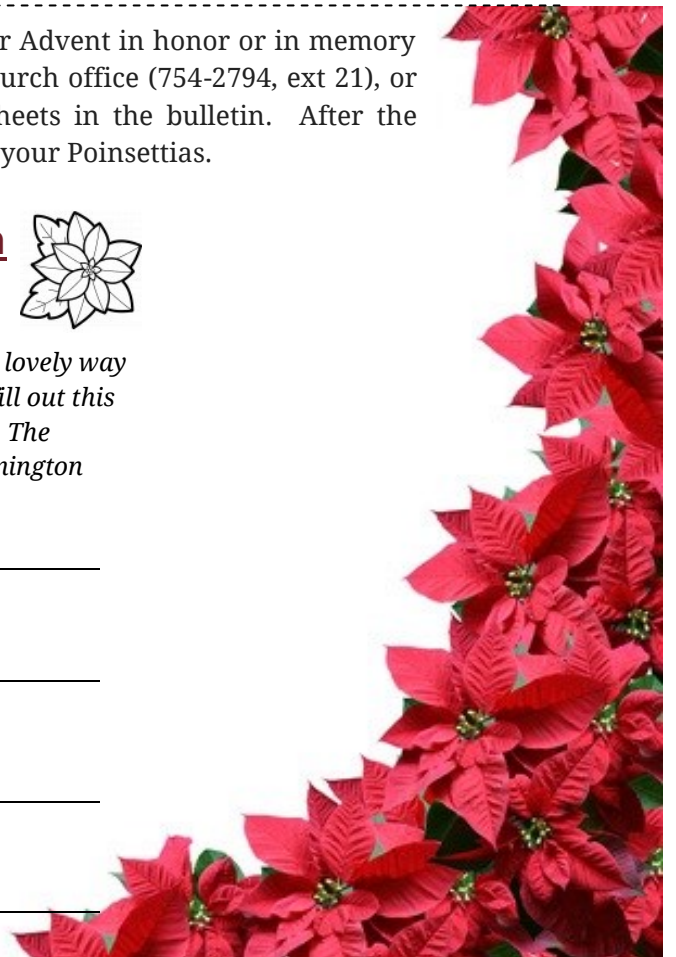 r Advent in honor or in memory
urch office (754-2794, ext 21), or
heets in the bulletin. After the
your Poinsettias.
lovely way
ill out this
The
nington